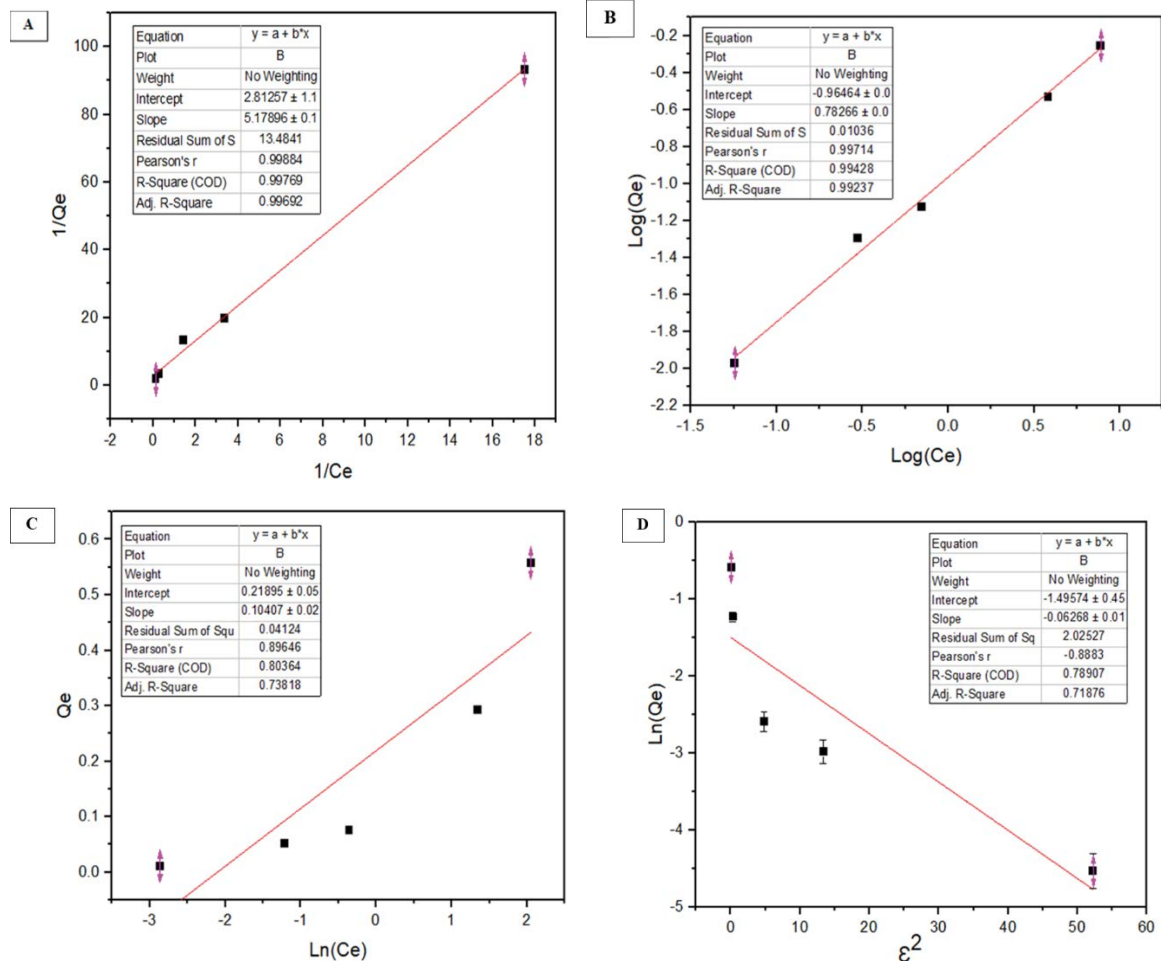 A
Equation y = a + b*x
Plot B
Weight No Weighting
Intercept 2.81257 ± 1.1
Slope 5.17896 ± 0.1
Residual Sum of S 13.4841
Pearson's r 0.99884
R-Square (COD) 0.99769
Adj. R-Square 0.99692
100
80
60
40
20
0
1/Qe
-2 0 2 4 6 8 10 12 14 16 18
1/Ce
B
Equation y = a + b*x
Plot B
Weight No Weighting
Intercept -0.96464 ± 0.0
Slope 0.78266 ± 0.0
Residual Sum of S 0.01036
Pearson's r 0.99714
R-Square (COD) 0.99428
Adj. R-Square 0.99237
-0.2
-0.4
-0.6
-0.8
-1.0
-1.2
-1.4
-1.6
-1.8
-2.0
-2.2
Log(Qe)
-1.5 -1.0 -0.5 0.0 0.5 1.0
Log(Ce)
C
Equation y = a + b*x
Plot B
Weight No Weighting
Intercept 0.21895 ± 0.05
Slope 0.10407 ± 0.02
Residual Sum of Squ 0.04124
Pearson's r 0.89646
R-Square (COD) 0.80364
Adj. R-Square 0.73818
0.6
0.5
0.4
0.3
0.2
0.1
0.0
Qe
-3 -2 -1 0 1 2
Ln(Ce)
D
Equation y = a + b*x
Plot B
Weight No Weighting
Intercept -1.49574 ± 0.45
Slope -0.06268 ± 0.01
Residual Sum of Sq 2.02527
Pearson's r -0.8883
R-Square (COD) 0.78907
Adj. R-Square 0.71876
0
-1
-2
-3
-4
-5
Ln(Qe)
-10 0 10 20 30 40 50 60
ε²